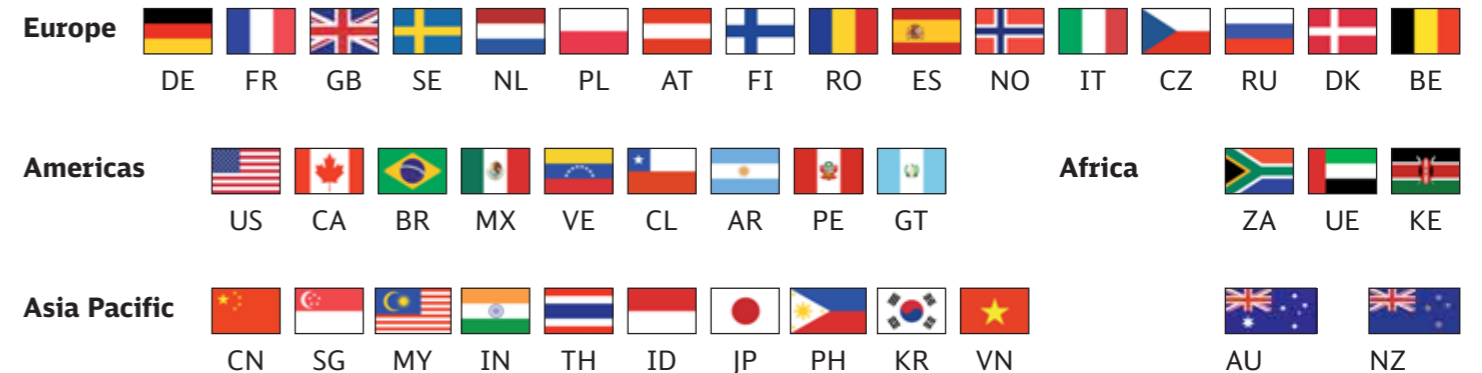 Europe
DE FR GB SE NL PL AT FI RO ES NO IT CZ RU DK BE
Americas
US CA BR MX VE CL AR PE GT
Africa
ZA UE KE
Asia Pacific
CN SG MY IN TH ID JP PH KR VN
AU NZ